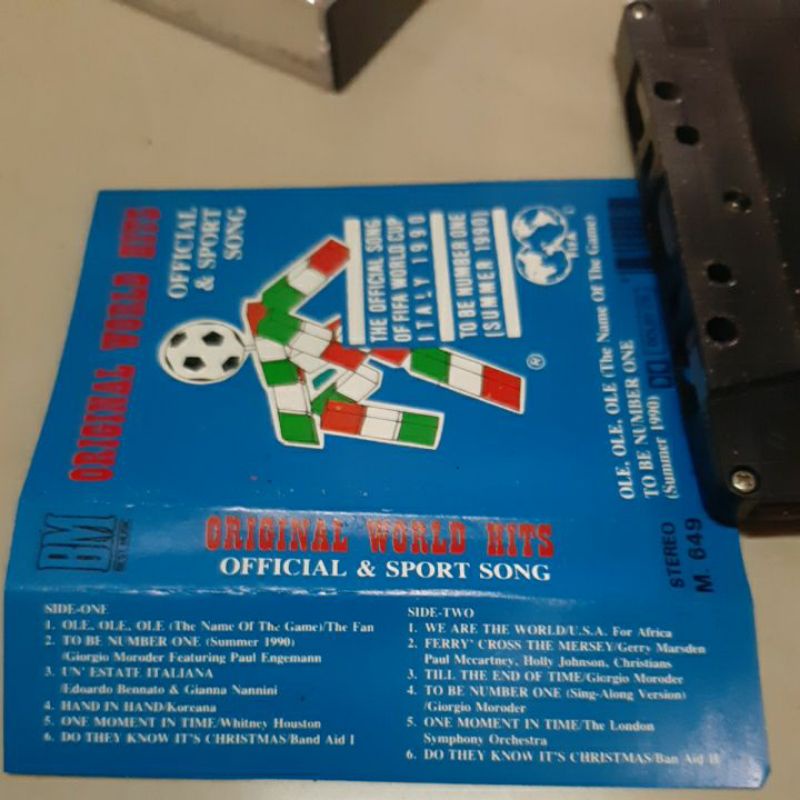 ORIGINAL WORLD HITS
OFFICIAL
& SPORT
SONG
THE OFFICIAL SONG
OF FIFA WORLD CUP
ITALY 1990
TO BE NUMBER ONE
(SUMMER 1990)
FIFA
©
®
OLE, OLE, OLE (The Name Of The Game)
TO BE NUMBER ONE
(Summer 1990)
BM
BEST MUSIC
ORIGINAL WORLD HITS
OFFICIAL & SPORT SONG
STEREO
M. 649
SIDE-ONE
1. OLE, OLE, OLE (The Name Of The Game)/The Fan
2. TO BE NUMBER ONE (Summer 1990)
/Giorgio Moroder Featuring Paul Engemann
3. UN' ESTATE ITALIANA
/Edoardo Bennato & Gianna Nannini
4. HAND IN HAND/Koreana
5. ONE MOMENT IN TIME/Whitney Houston
6. DO THEY KNOW IT'S CHRISTMAS/Band Aid I
SIDE-TWO
1. WE ARE THE WORLD/U.S.A. For Africa
2. FERRY' CROSS THE MERSEY/Gerry Marsden
Paul Mccartney, Holly Johnson, Christians
3. TILL THE END OF TIME/Giorgio Moroder
4. TO BE NUMBER ONE (Sing-Along Version)
/Giorgio Moroder
5. ONE MOMENT IN TIME/The London
Symphony Orchestra
6. DO THEY KNOW IT'S CHRISTMAS/Ban Aid II